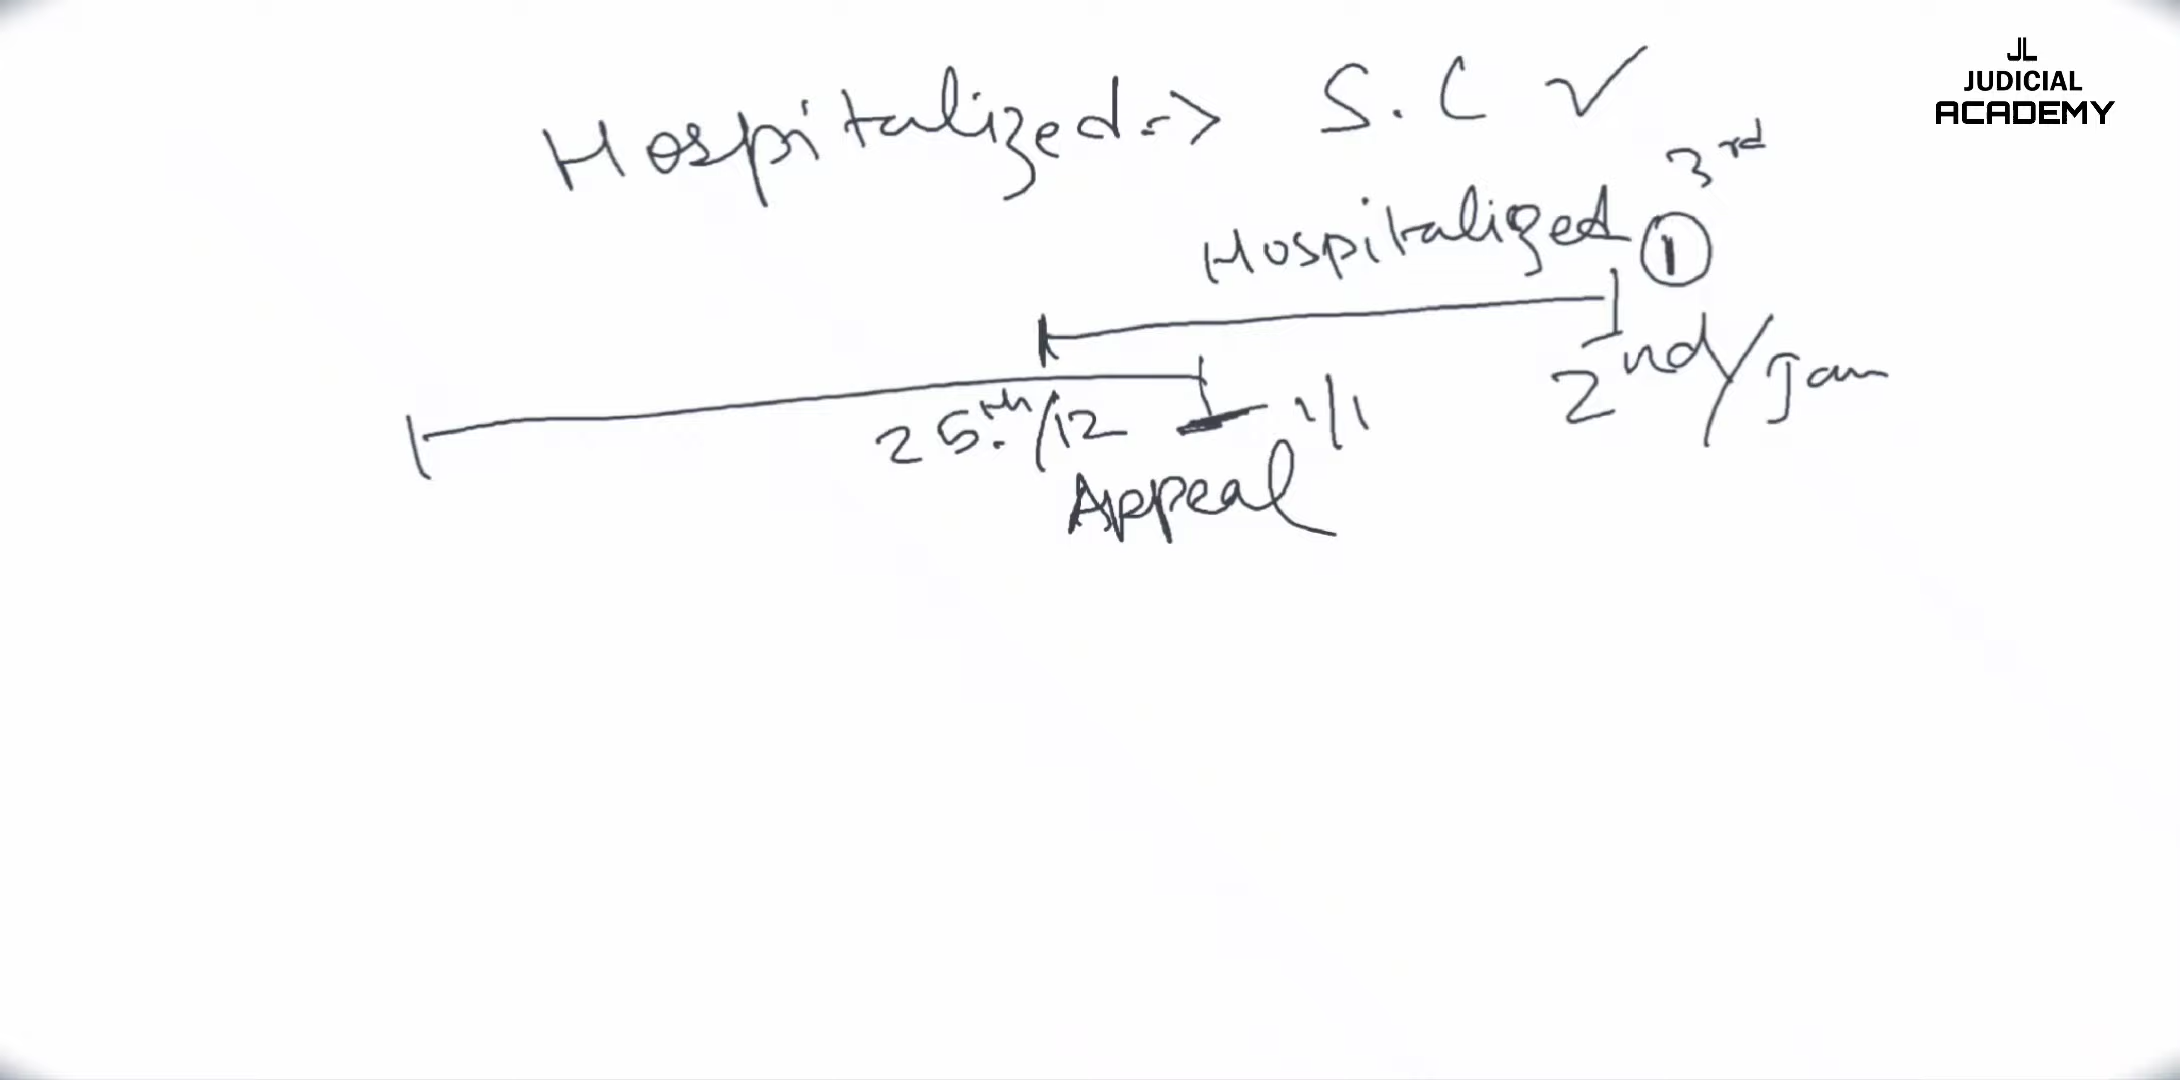 JL
JUDICIAL
ACADEMY
Hospitalized -> S.C ✓
3rd
Hospitalized ①
25th/12 1/1 2nd/Jan
Appeal